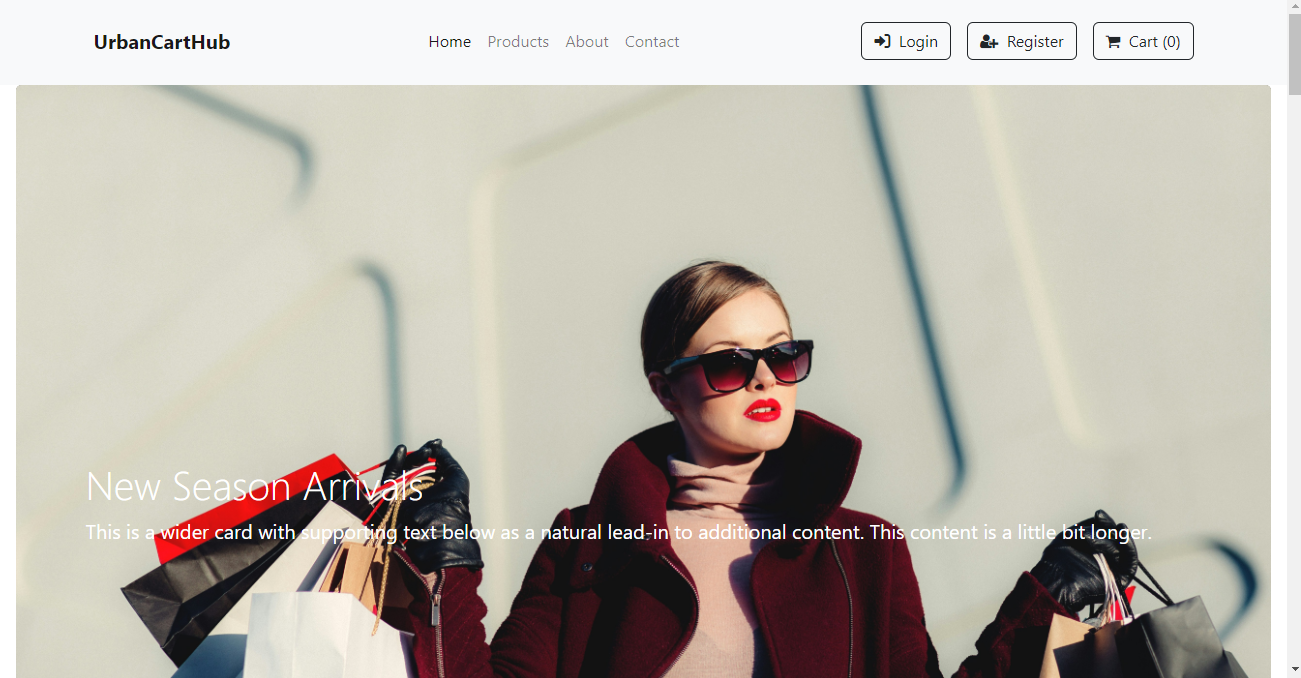 UrbanCartHub Home Products About Contact Login Register Cart (0)
New Season Arrivals
This is a wider card with supporting text below as a natural lead-in to additional content. This content is a little bit longer.